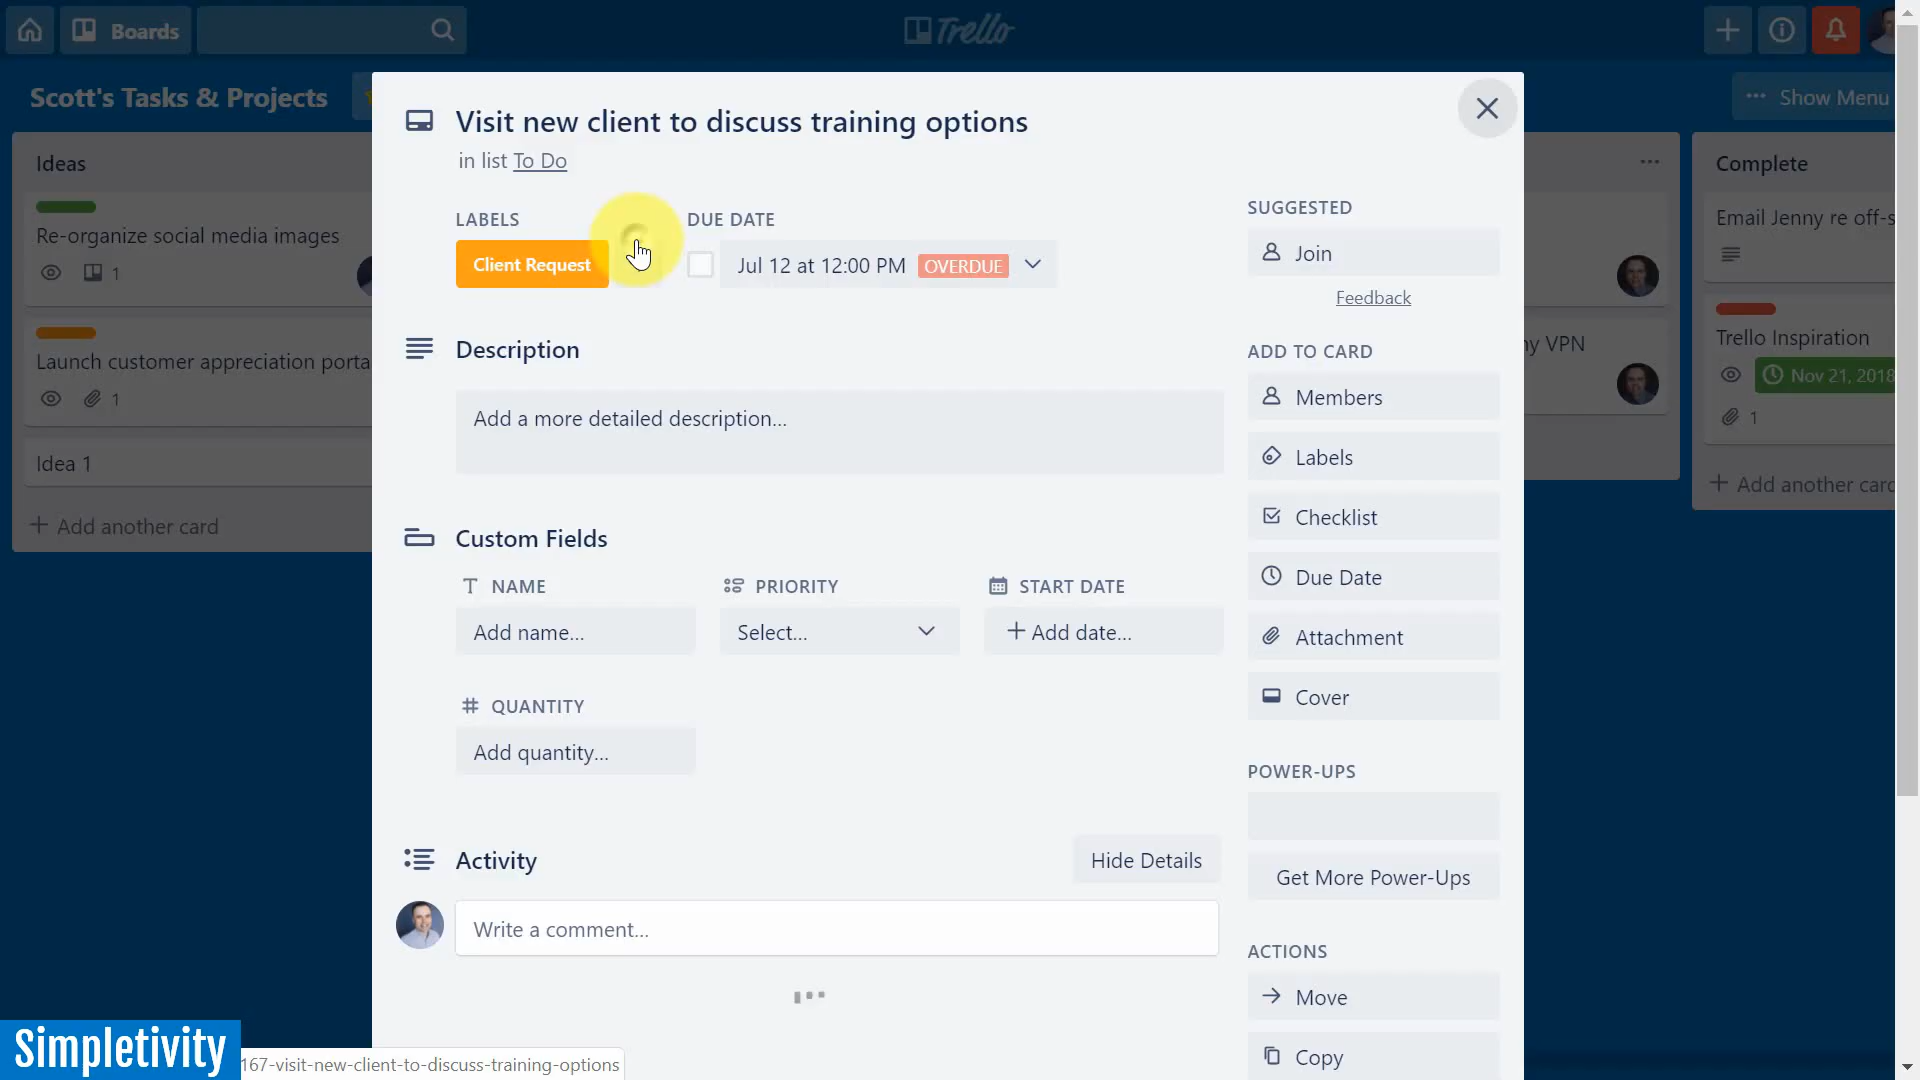 Boards
Trello
Scott's Tasks & Projects
Show Menu
Ideas
Re-organize social media images
1
Launch customer appreciation porta
1
Idea 1
Add another card
Visit new client to discuss training options
in list To Do
LABELS
Client Request
DUE DATE
Jul 12 at 12:00 PM OVERDUE
Description
Add a more detailed description...
Custom Fields
NAME
Add name...
PRIORITY
Select...
START DATE
Add date...
QUANTITY
Add quantity...
Activity
Hide Details
Write a comment...
SUGGESTED
Join
Feedback
ADD TO CARD
Members
Labels
Checklist
Due Date
Attachment
Cover
POWER-UPS
Get More Power-Ups
ACTIONS
Move
Copy
VPN
Complete
Email Jenny re off-s
Trello Inspiration
Nov 21, 2018
1
Add another card
Simpletivity
167-visit-new-client-to-discuss-training-options